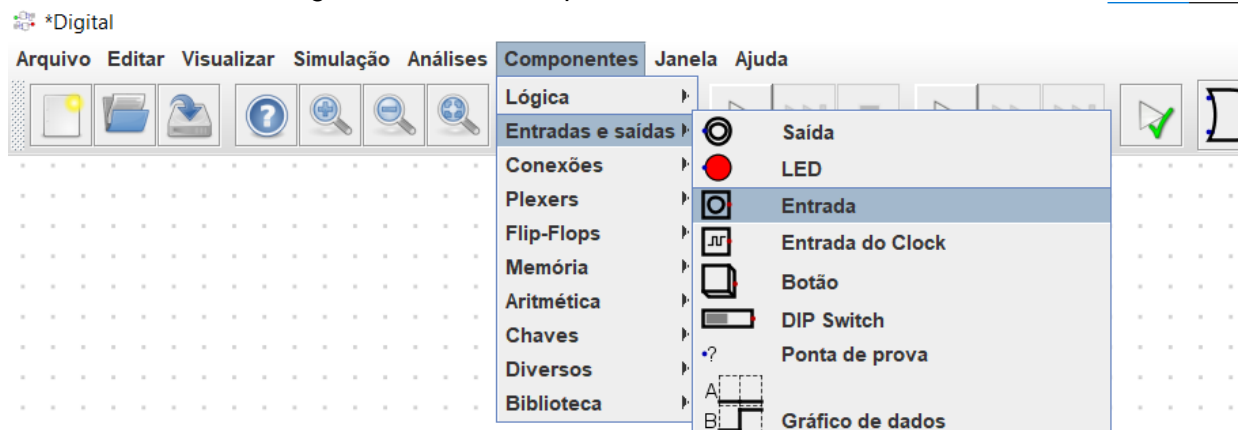 *Digital
Arquivo Editar Visualizar Simulação Análises Componentes Janela Ajuda
Lógica
Entradas e saídas
Conexões
Plexers
Flip-Flops
Memória
Aritmética
Chaves
Diversos
Biblioteca
Saída
LED
Entrada
Entrada do Clock
Botão
DIP Switch
?
Ponta de prova
A
B
Gráfico de dados